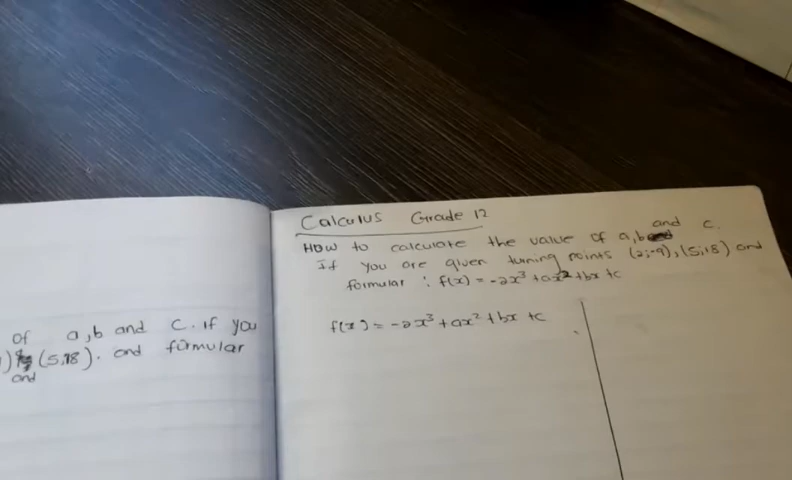 of a,b and c. if you
) (5,18). and formular
and
Calculus Grade 12
How to calculate the value of a,b and c.
If you are given turning points (2;-9),(5;18) and
formular : f(x) = -2x³ +ax² +bx +c
f(x) = -2x³ +ax² +bx +c